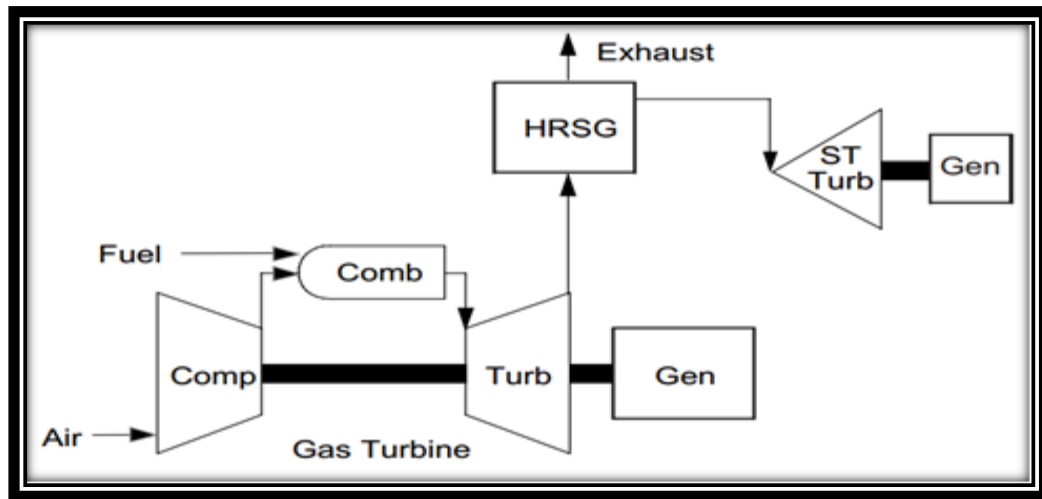 Exhaust
HRSG
ST
Turb
Gen
Fuel
Comb
Comp
Turb
Gen
Air
Gas Turbine